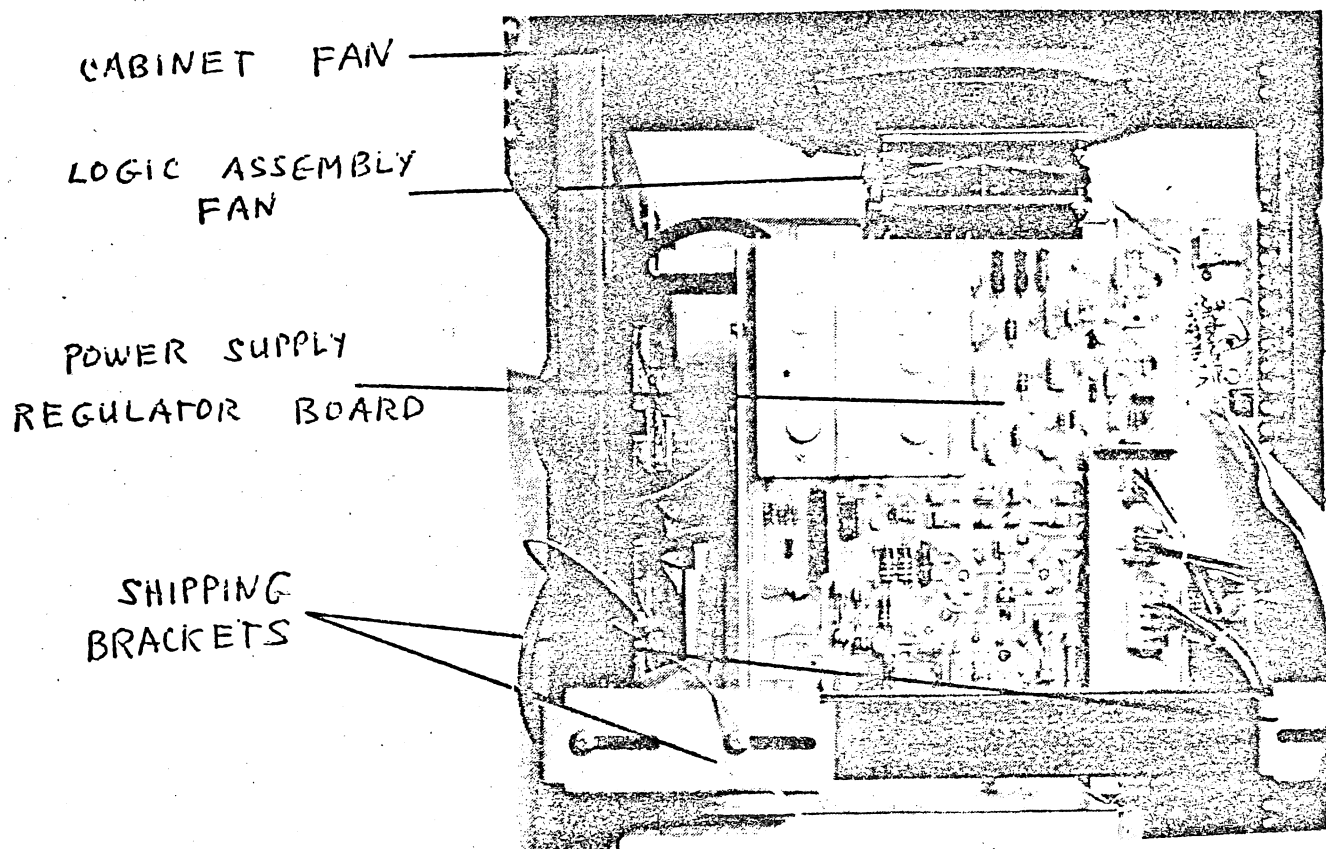 CABINET FAN
LOGIC ASSEMBLY
FAN
POWER SUPPLY
REGULATOR BOARD
SHIPPING
BRACKETS